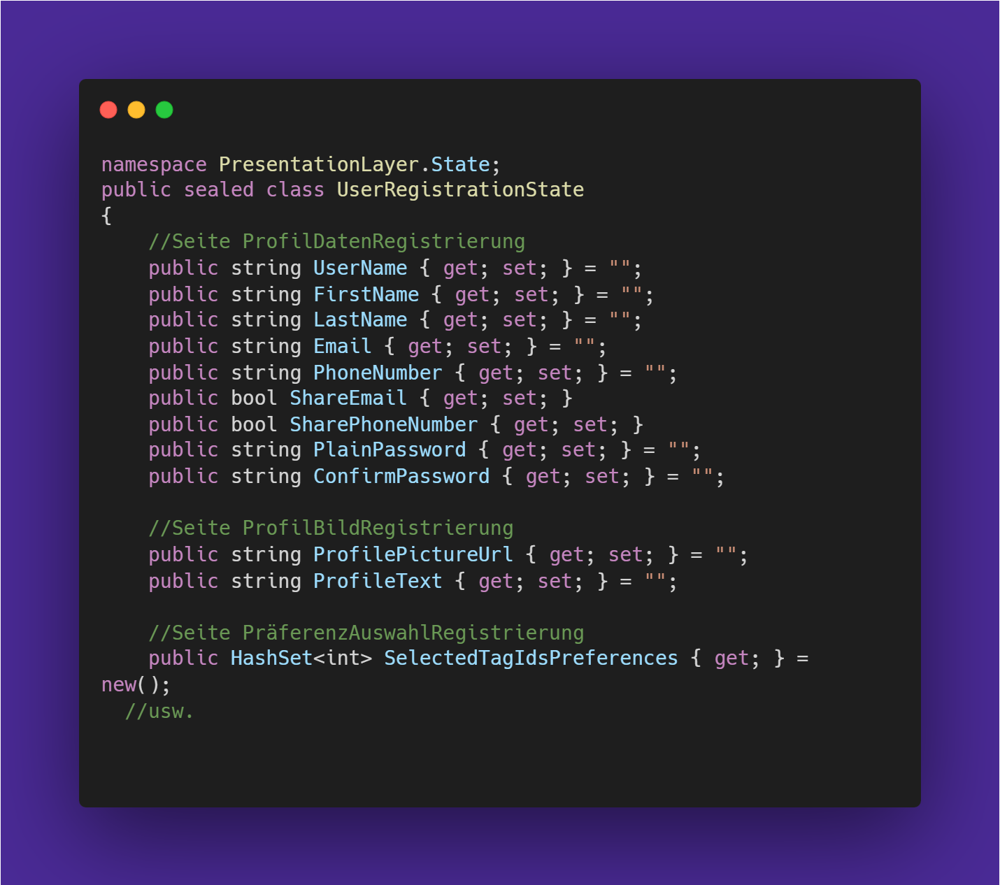 namespace PresentationLayer.State;
public sealed class UserRegistrationState
{
    //Seite ProfilDatenRegistrierung
    public string UserName { get; set; } = "";
    public string FirstName { get; set; } = "";
    public string LastName { get; set; } = "";
    public string Email { get; set; } = "";
    public string PhoneNumber { get; set; } = "";
    public bool ShareEmail { get; set; }
    public bool SharePhoneNumber { get; set; }
    public string PlainPassword { get; set; } = "";
    public string ConfirmPassword { get; set; } = "";

    //Seite ProfilBildRegistrierung
    public string ProfilePictureUrl { get; set; } = "";
    public string ProfileText { get; set; } = "";

    //Seite PräferenzAuswahlRegistrierung
    public HashSet<int> SelectedTagIdsPreferences { get; } =
new();
  //usw.